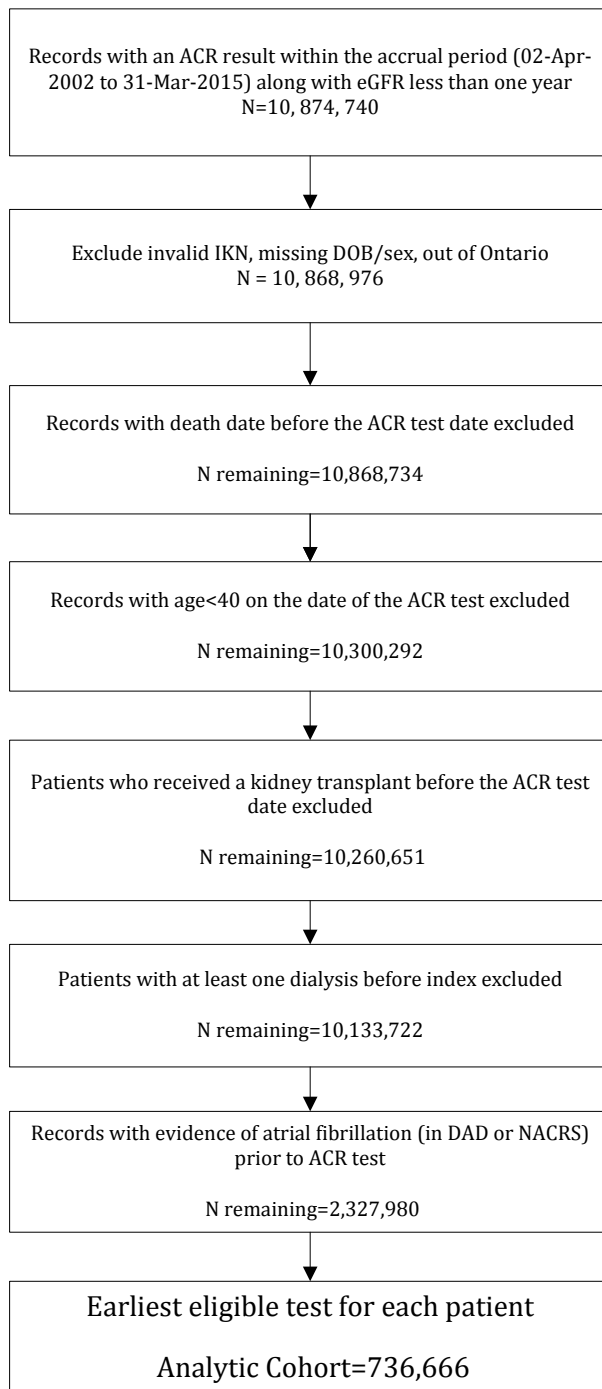 Records with an ACR result within the accrual period (02-Apr-
2002 to 31-Mar-2015) along with eGFR less than one year
N=10, 874, 740
Exclude invalid IKN, missing DOB/sex, out of Ontario
N = 10, 868, 976
Records with death date before the ACR test date excluded
N remaining=10,868,734
Records with age<40 on the date of the ACR test excluded
N remaining=10,300,292
Patients who received a kidney transplant before the ACR test
date excluded
N remaining=10,260,651
Patients with at least one dialysis before index excluded
N remaining=10,133,722
Records with evidence of atrial fibrillation (in DAD or NACRS)
prior to ACR test
N remaining=2,327,980
Earliest eligible test for each patient
Analytic Cohort=736,666